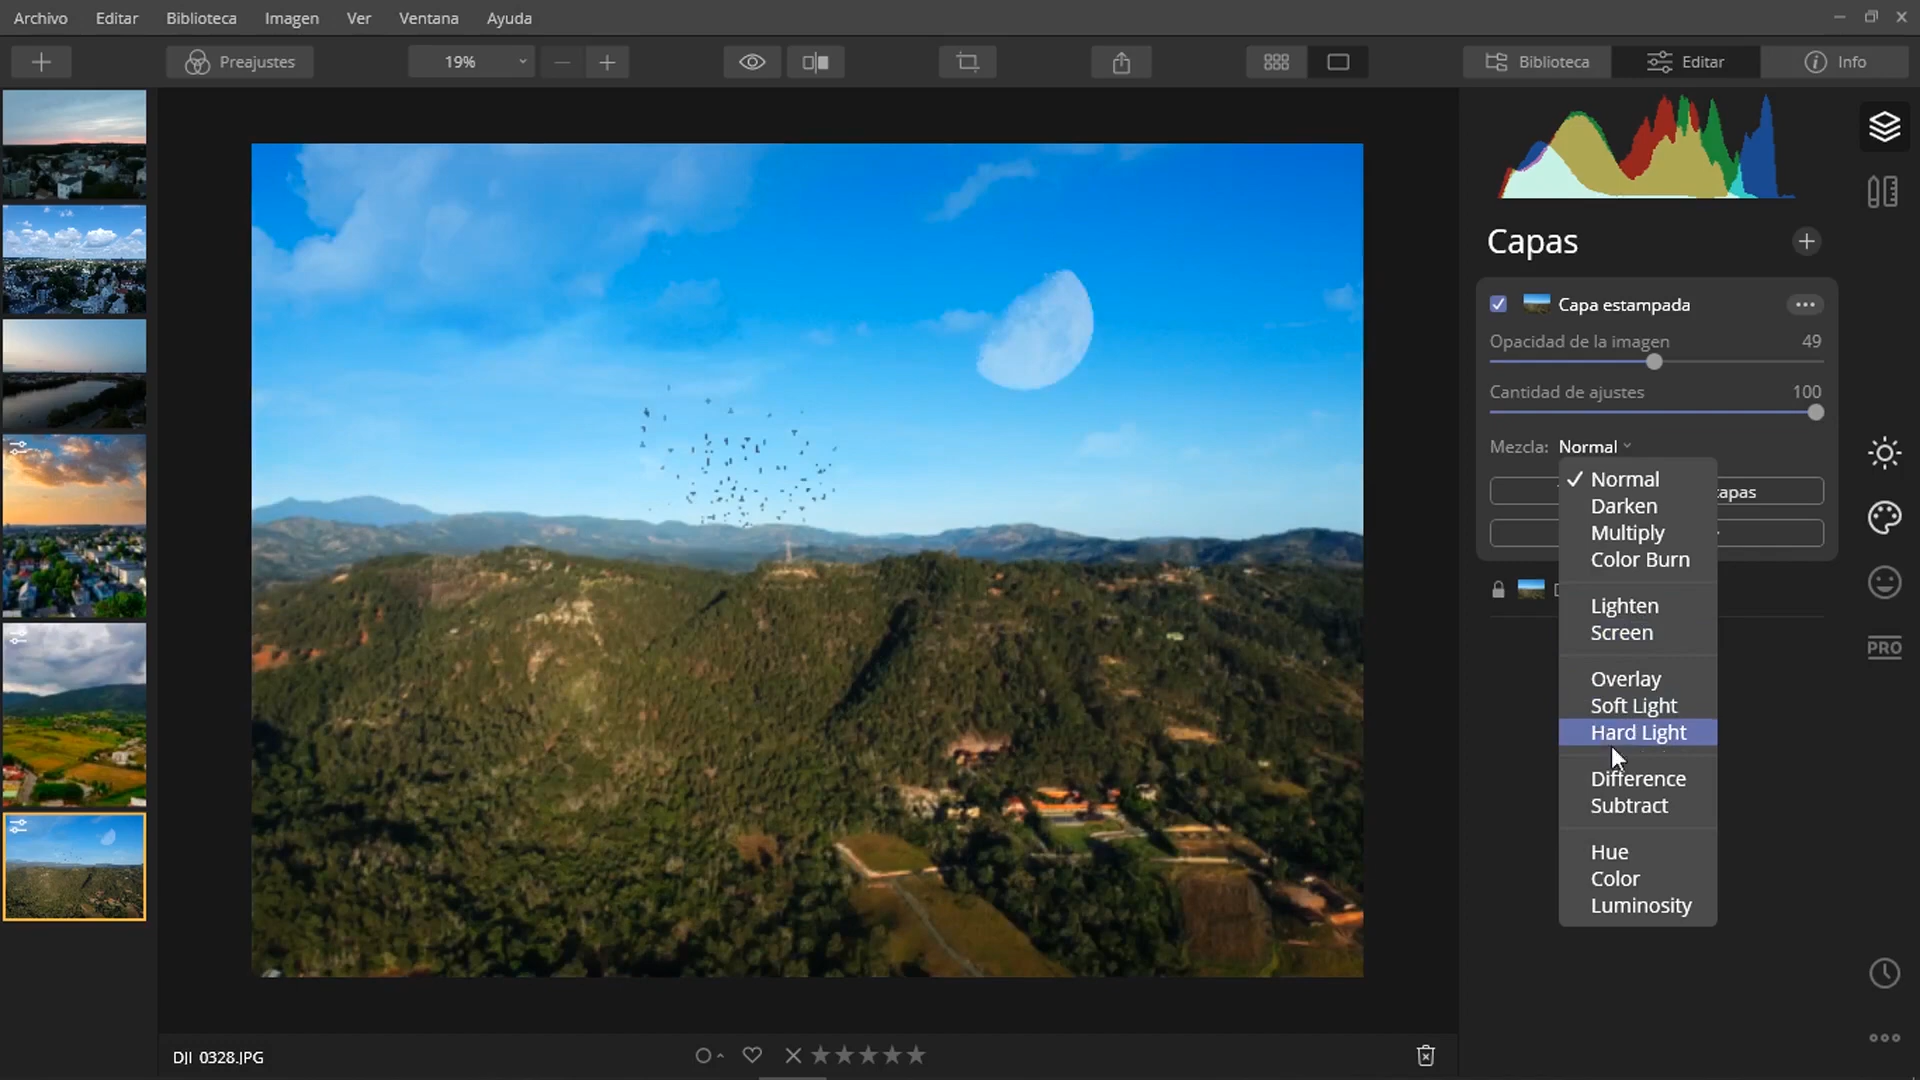 Archivo Editar Biblioteca Imagen Ver Ventana Ayuda
Preajustes 19% Biblioteca Editar Info
Capas
Capa estampada
Opacidad de la imagen 49
Cantidad de ajustes 100
Mezcla: Normal
Normal
Darken
Multiply
Color Burn
Lighten
Screen
Overlay
Soft Light
Hard Light
Difference
Subtract
Hue
Color
Luminosity
PRO
DJI 0328.JPG